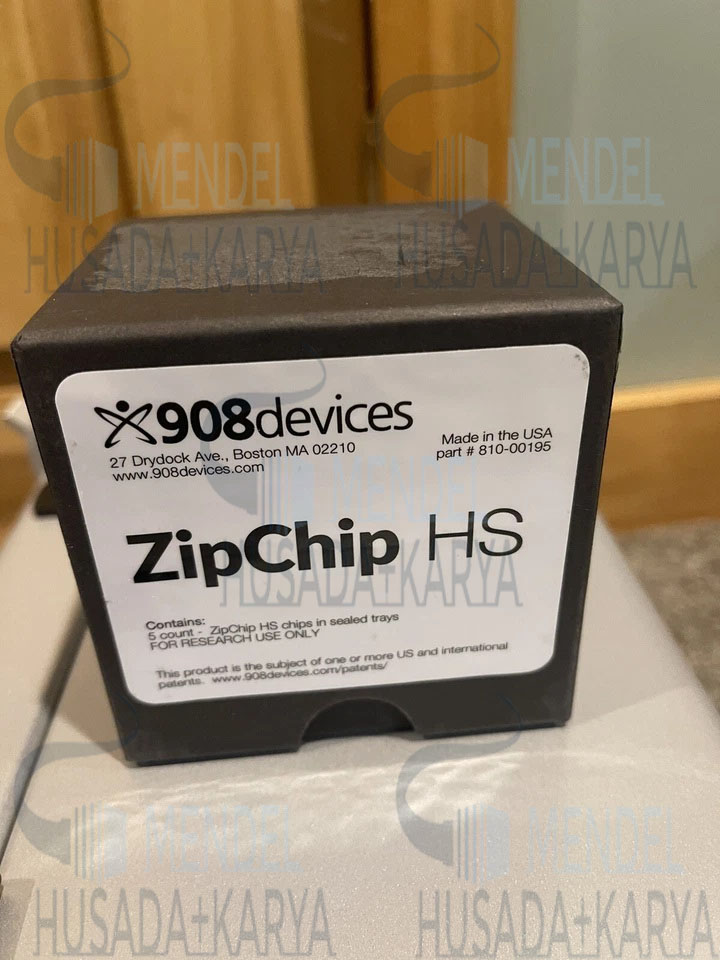 MENDEL
HUSADA+KARYA
MENDEL
HUSADA+KARYA
908devices
27 Drydock Ave., Boston MA 02210
www.908devices.com
Made in the USA
part # 810-00195
MENDEL
HUSADA+KARYA
ZipChip HS
Contains:
5 count - ZipChip HS chips in sealed trays
FOR RESEARCH USE ONLY
This product is the subject of one or more US and international
patents. www.908devices.com/patents/
MENDEL
HUSADA+KARYA
MENDEL
HUSADA+KARYA